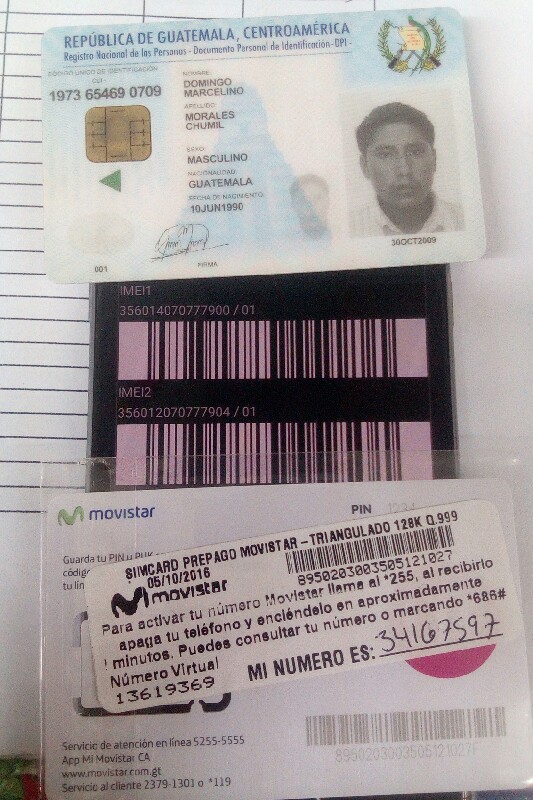 REPÚBLICA DE GUATEMALA, CENTROAMÉRICA
Registro Nacional de las Personas - Documento Personal de Identificación -DPI -
CÓDIGO ÚNICO DE IDENTIFICACIÓN
CUI -
1973 65469 0709
NOMBRE:
DOMINGO
MARCELINO
APELLIDO
MORALES
CHUMIL
SEXO:
MASCULINO
NACIONALIDAD
GUATEMALA
FECHA DE NACIMIENTO:
10JUN1990
001
FIRMA
30OCT2009
IMEI1
356014070777900 / 01
IMEI2
356012070777904 / 01
movistar
PIN
Guarda tu PIN y PUK
códig
tu lín
SIMCARD PREPAGO MOVISTAR - TRIANGULADO 128K Q.999
05/10/2016
8950203003505121027
movistar
Para activar tu número Movistar llame al *255, al recibirlo
apaga tu teléfono y enciéndelo en aproximadamente
minutos. Puedes consultar tu número o marcando *686#
Número Virtual
13619369
MI NUMERO ES: 34167597
Servicio de atención en línea 5255-5555
App Mi Movistar CA
www.movistar.com.gt
Servicio al cliente 2379-1301 o *119
8950203003505121027F